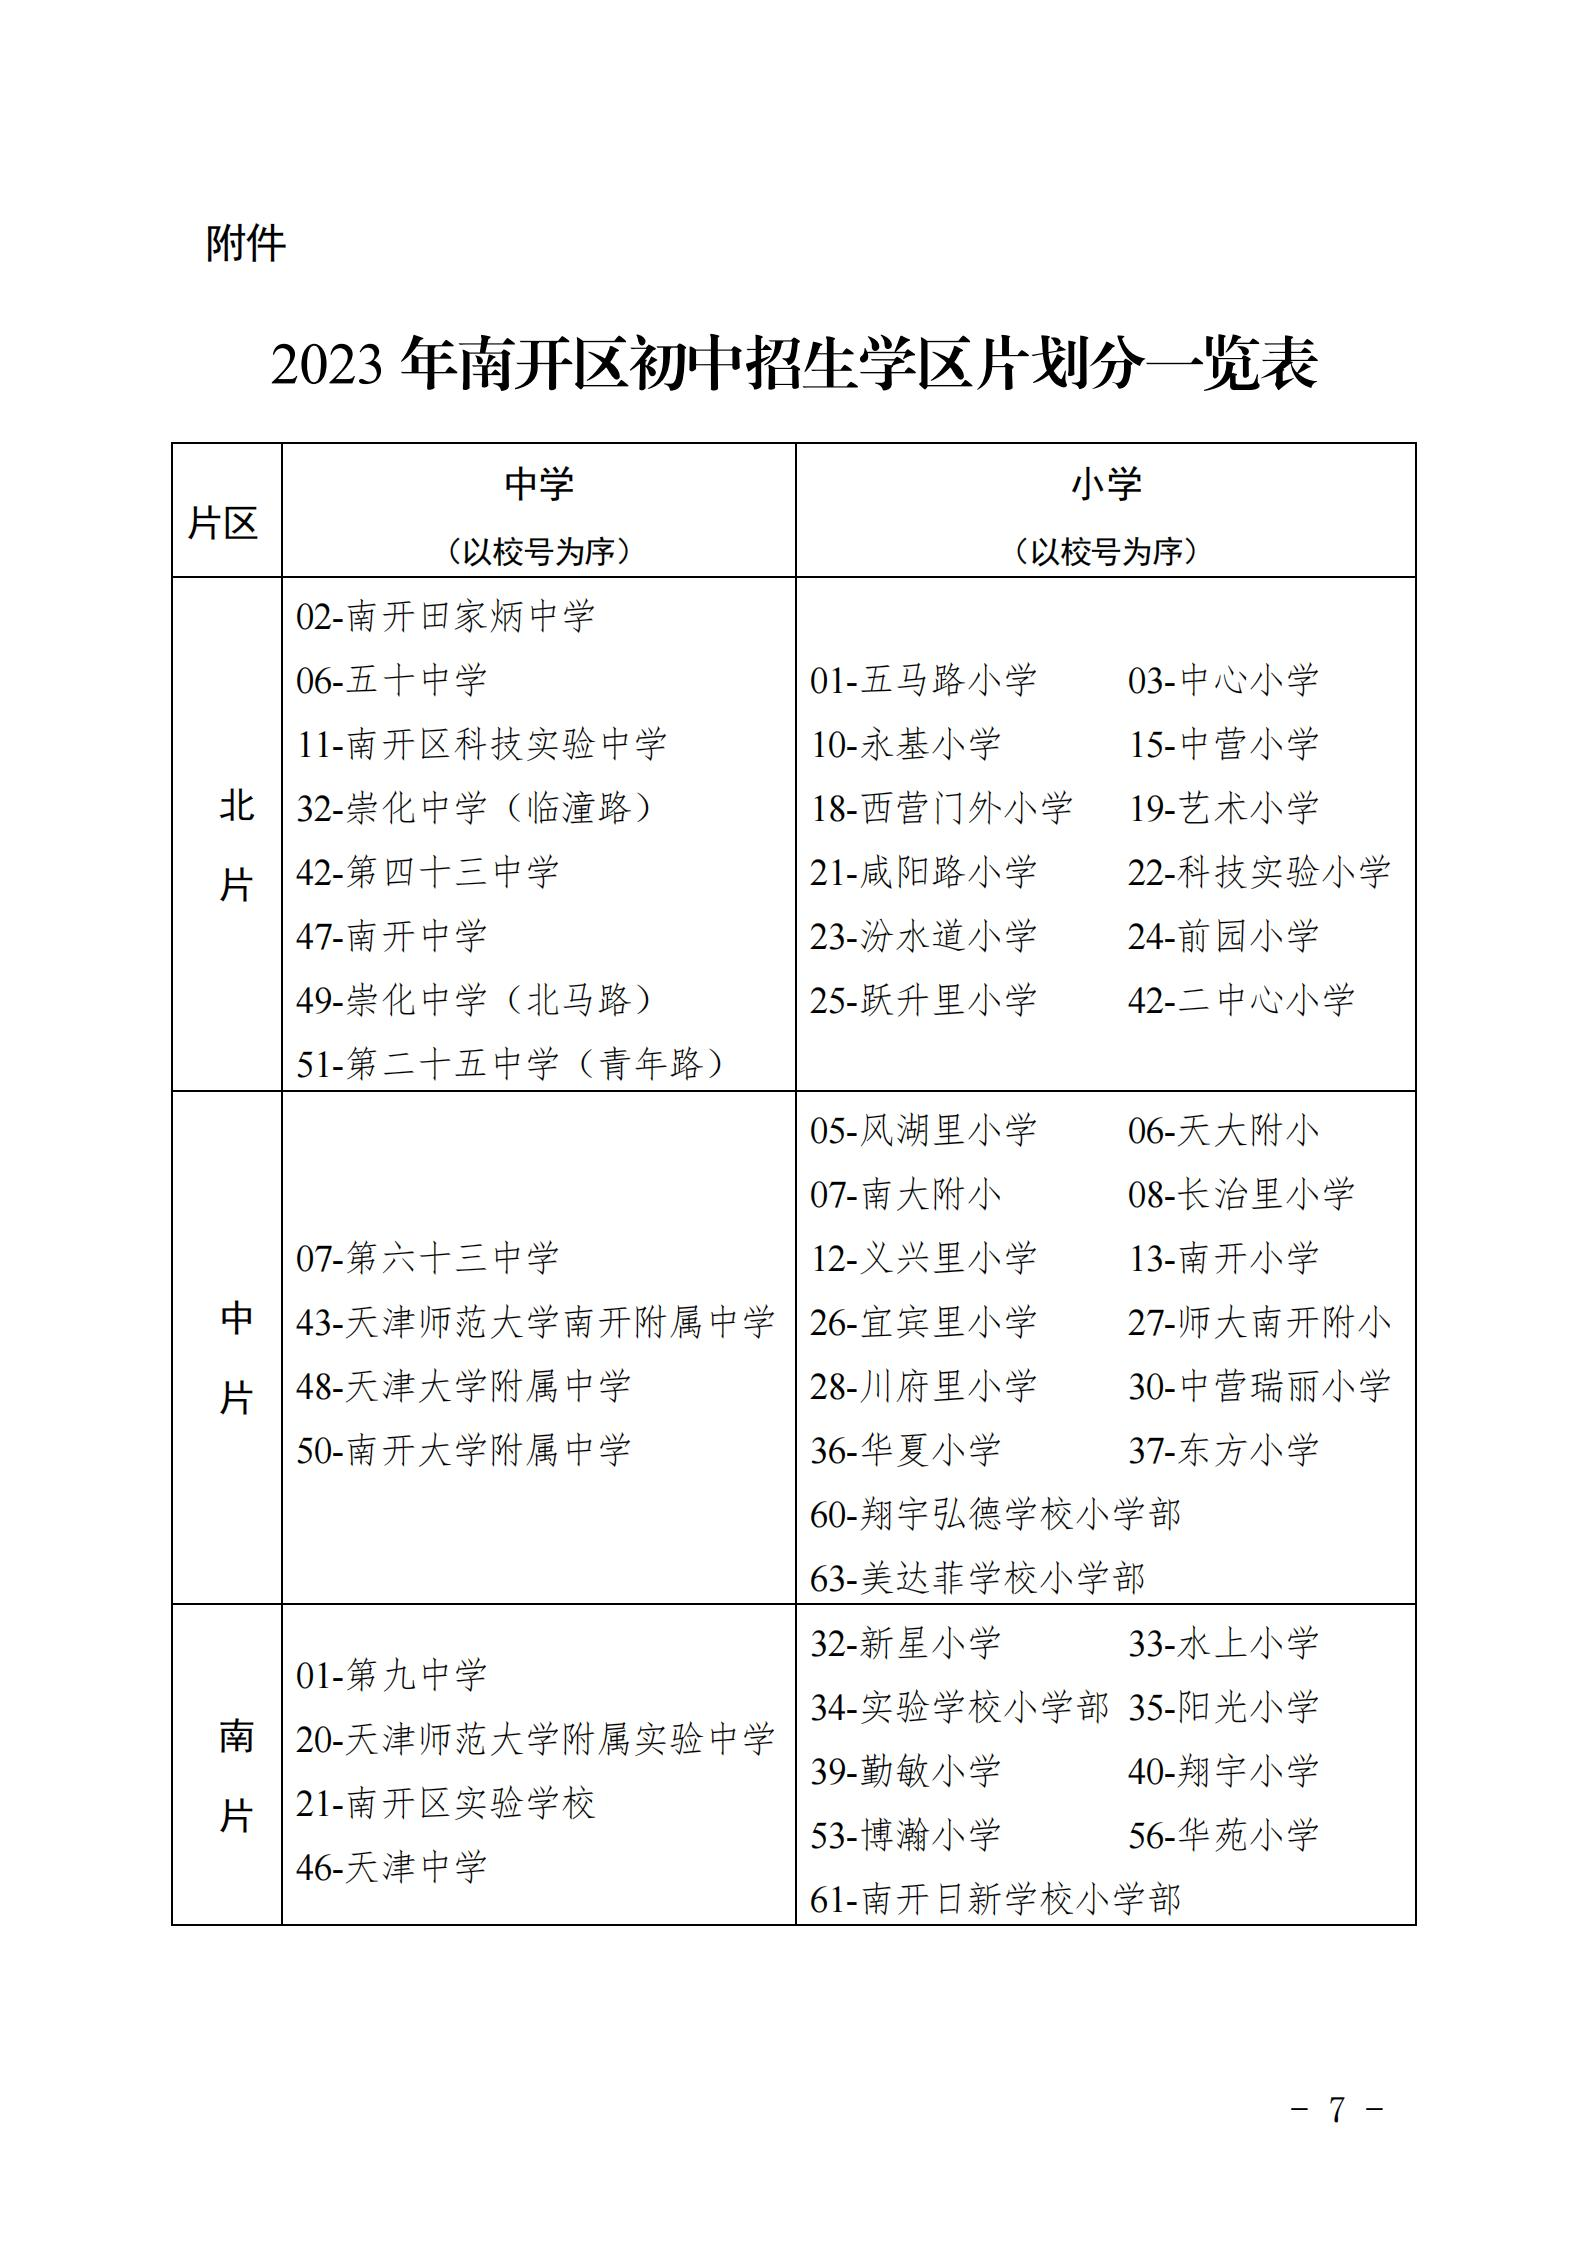 附件
2023 年南开区初中招生学区片划分一览表
片区
中学
（以校号为序）
小学
（以校号为序）
北
片
02-南开田家炳中学
06-五十中学
11-南开区科技实验中学
32-崇化中学（临潼路）
42-第四十三中学
47-南开中学
49-崇化中学（北马路）
51-第二十五中学（青年路）
01-五马路小学 03-中心小学
10-永基小学 15-中营小学
18-西营门外小学 19-艺术小学
21-咸阳路小学 22-科技实验小学
23-汾水道小学 24-前园小学
25-跃升里小学 42-二中心小学
中
片
07-第六十三中学
43-天津师范大学南开附属中学
48-天津大学附属中学
50-南开大学附属中学
05-风湖里小学 06-天大附小
07-南大附小 08-长治里小学
12-义兴里小学 13-南开小学
26-宜宾里小学 27-师大南开附小
28-川府里小学 30-中营瑞丽小学
36-华夏小学 37-东方小学
60-翔宇弘德学校小学部
63-美达菲学校小学部
南
片
01-第九中学
20-天津师范大学附属实验中学
21-南开区实验学校
46-天津中学
32-新星小学 33-水上小学
34-实验学校小学部 35-阳光小学
39-勤敏小学 40-翔宇小学
53-博瀚小学 56-华苑小学
61-南开日新学校小学部
- 7 -